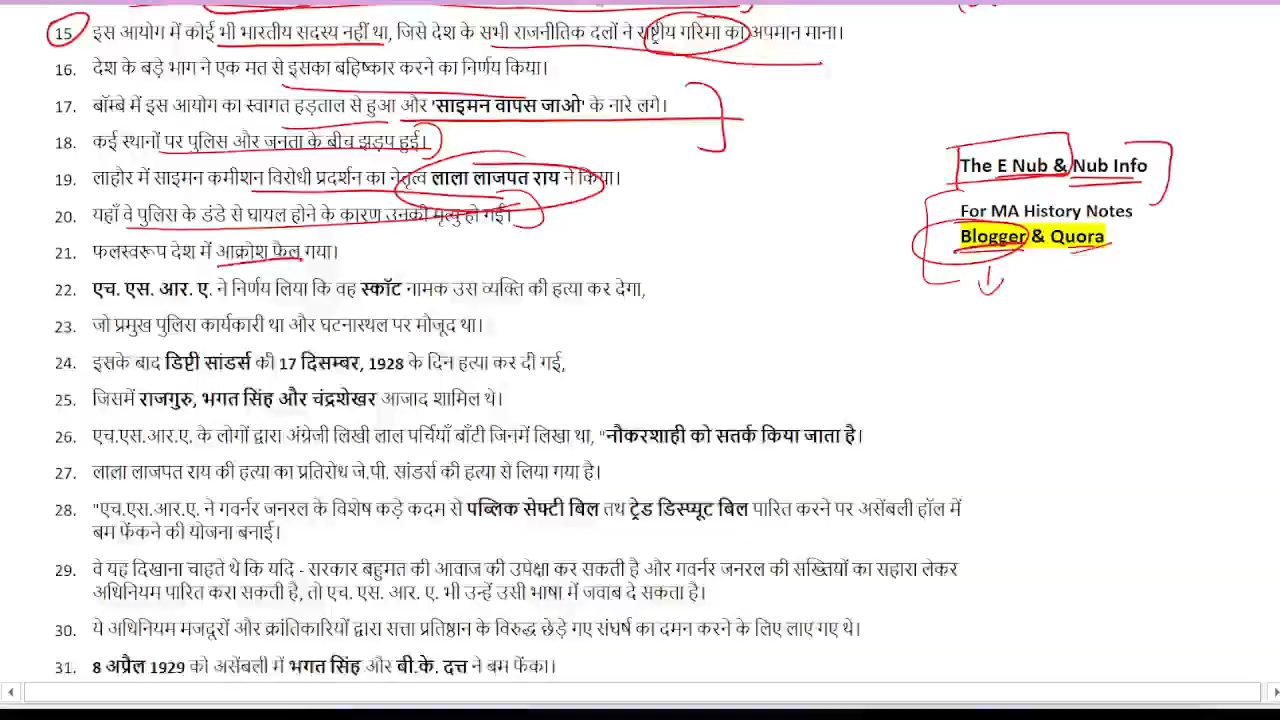 15. इस आयोग में कोई भी भारतीय सदस्य नहीं था, जिसे देश के सभी राजनीतिक दलों ने राष्ट्रीय गरिमा का अपमान माना।
16. देश के बड़े भाग ने एक मत से इसका बहिष्कार करने का निर्णय किया।
17. बॉम्बे में इस आयोग का स्वागत हड़ताल से हुआ और 'साइमन वापस जाओ' के नारे लगे।
18. कई स्थानों पर पुलिस और जनता के बीच झड़प हुई।
19. लाहौर में साइमन कमीशन विरोधी प्रदर्शन का नेतृत्व लाला लाजपत राय ने किया।
20. यहाँ वे पुलिस के डंडे से घायल होने के कारण उनकी मृत्यु हो गई।
21. फलस्वरूप देश में आक्रोश फैल गया।
22. एच. एस. आर. ए. ने निर्णय लिया कि वह स्कॉट नामक उस व्यक्ति की हत्या कर देगा,
23. जो प्रमुख पुलिस कार्यकारी था और घटनास्थल पर मौजूद था।
24. इसके बाद डिप्टी सांडर्स की 17 दिसम्बर, 1928 के दिन हत्या कर दी गई,
25. जिसमें राजगुरु, भगत सिंह और चंद्रशेखर आजाद शामिल थे।
26. एच.एस.आर.ए. के लोगों द्वारा अंग्रेजी लिखी लाल पर्चियाँ बाँटी जिनमें लिखा था, "नौकरशाही को सतर्क किया जाता है।
27. लाला लाजपत राय की हत्या का प्रतिरोध जे.पी. सांडर्स की हत्या से लिया गया है।
28. "एच.एस.आर.ए. ने गवर्नर जनरल के विशेष कड़े कदम से पब्लिक सेफ्टी बिल तथ ट्रेड डिस्प्यूट बिल पारित करने पर असेंबली हॉल में
बम फेंकने की योजना बनाई।
29. वे यह दिखाना चाहते थे कि यदि - सरकार बहुमत की आवाज की उपेक्षा कर सकती है और गवर्नर जनरल की सख्तियों का सहारा लेकर
अधिनियम पारित करा सकती है, तो एच. एस. आर. ए. भी उन्हें उसी भाषा में जवाब दे सकता है।
30. ये अधिनियम मजदूरों और क्रांतिकारियों द्वारा सत्ता प्रतिष्ठान के विरुद्ध छेड़े गए संघर्ष का दमन करने के लिए लाए गए थे।
31. 8 अप्रैल 1929 को असेंबली में भगत सिंह और बी.के. दत्त ने बम फेंका।
The E Nub & Nub Info
For MA History Notes
Blogger & Quora